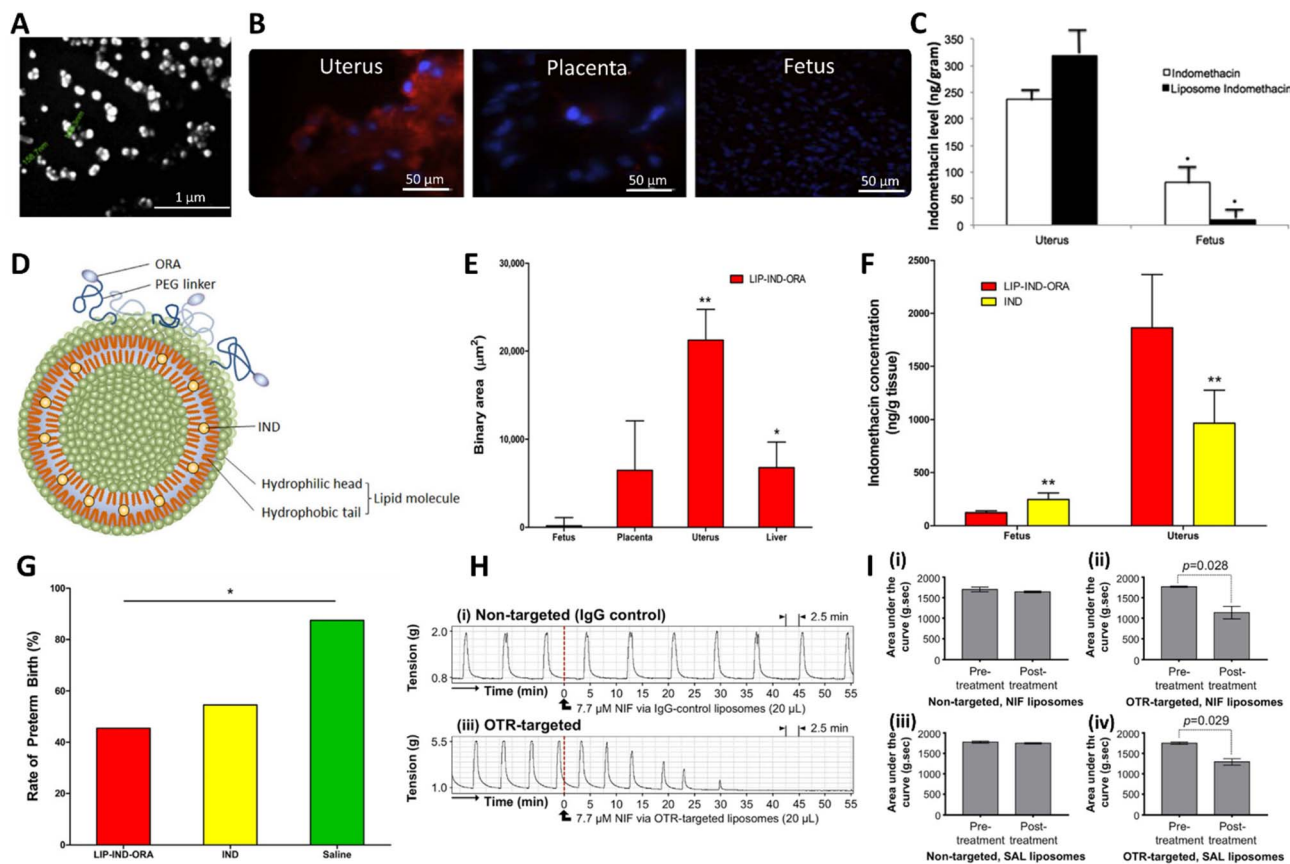 A
1 μm
B
Uterus
50 μm
Placenta
50 μm
Fetus
50 μm
C
Indomethacin level (ng/gram)
350
300
250
200
150
100
50
0
Indomethacin
Liposome Indomethacin
*
*
Uterus
Fetus
D
ORA
PEG linker
IND
Hydrophilic head
Hydrophobic tail
Lipid molecule
E
Binary area (μm²)
30,000
20,000
10,000
0
LIP-IND-ORA
**
*
Fetus
Placenta
Uterus
Liver
F
Indomethacin concentration
(ng/g tissue)
2500
2000
1500
1000
500
0
LIP-IND-ORA
IND
**
**
Fetus
Uterus
G
Rate of Preterm Birth (%)
100
80
60
40
20
0
*
LIP-IND-ORA
IND
Saline
H
(i) Non-targeted (IgG control)
2.5 min
Tension (g)
2.0
0.8
Time (min)
0 5 10 15 20 25 30 35 40 45 50 55
7.7 μM NIF via IgG-control liposomes (20 μL)
(iii) OTR-targeted
2.5 min
Tension (g)
5.5
1.0
Time (min)
0 5 10 15 20 25 30 35 40 45 50 55
7.7 μM NIF via OTR-targeted liposomes (20 μL)
I
(i)
Area under the
curve (g.sec)
2000
1500
1000
500
0
Pre-
treatment
Post-
treatment
Non-targeted, NIF liposomes
(ii)
p=0.028
Area under the
curve (g.sec)
2000
1500
1000
500
0
Pre-
treatment
Post-
treatment
OTR-targeted, NIF liposomes
(iii)
Area under the
curve (g.sec)
2000
1500
1000
500
0
Pre-
treatment
Post-
treatment
Non-targeted, SAL liposomes
(iv)
p=0.029
Area under the
curve (g.sec)
2000
1500
1000
500
0
Pre-
treatment
Post-
treatment
OTR-targeted, SAL liposomes